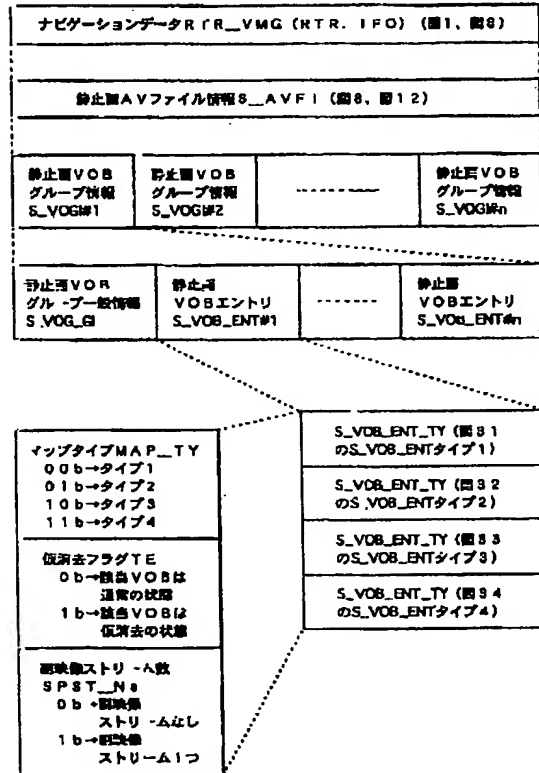 ナビゲーションデータRTR__VMG(RTR.IFO)(図1、図8)
静止画AVファイル情報S__AVFI(図8、図12)
静止画VOB
グループ情報
S_VOGI#1
静止画VOB
グループ情報
S_VOGI#2
静止画VOB
グループ情報
S_VOGI#n
静止画VOB
グループ一般情報
S_VOG_GI
静止画
VOBエントリ
S_VOB_ENT#1
静止画
VOBエントリ
S_VOB_ENT#n
マップタイプMAP__TY
00b→タイプ1
01b→タイプ2
10b→タイプ3
11b→タイプ4
仮消去フラグTE
0b→該当VOBは
通常の状態
1b→該当VOBは
仮消去の状態
副映像ストリーム数
SPST__Ns
0b→副映像
ストリームなし
1b→副映像
ストリーム1つ
S_VOB_ENT_TY(図31
のS_VOB_ENTタイプ1)
S_VOB_ENT_TY(図32
のS_VOB_ENTタイプ2)
S_VOB_ENT_TY(図33
のS_VOB_ENTタイプ3)
S_VOB_ENT_TY(図34
のS_VOB_ENTタイプ4)